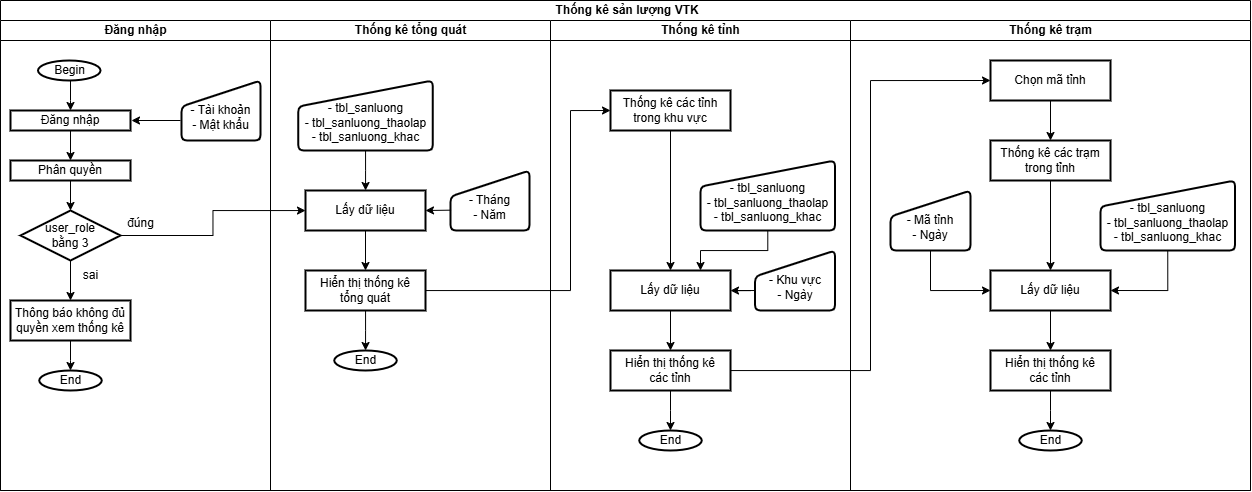 Thống kê sản lượng VTK
Đăng nhập
Thống kê tổng quát
Thống kê tỉnh
Thống kê trạm
Begin
- Tài khoản
- Mật khẩu
Đăng nhập
Phân quyền
user_role
bằng 3
đúng
sai
Thông báo không đủ
quyền xem thống kê
End
- tbl_sanluong
- tbl_sanluong_thaolap
- tbl_sanluong_khac
- Tháng
- Năm
Lấy dữ liệu
Hiển thị thống kê
tổng quát
End
Thống kê các tỉnh
trong khu vực
- tbl_sanluong
- tbl_sanluong_thaolap
- tbl_sanluong_khac
- Khu vực
- Ngày
Lấy dữ liệu
Hiển thị thống kê
các tỉnh
End
Chọn mã tỉnh
Thống kê các trạm
trong tỉnh
- Mã tỉnh
- Ngày
- tbl_sanluong
- tbl_sanluong_thaolap
- tbl_sanluong_khac
Lấy dữ liệu
Hiển thị thống kê
các tỉnh
End